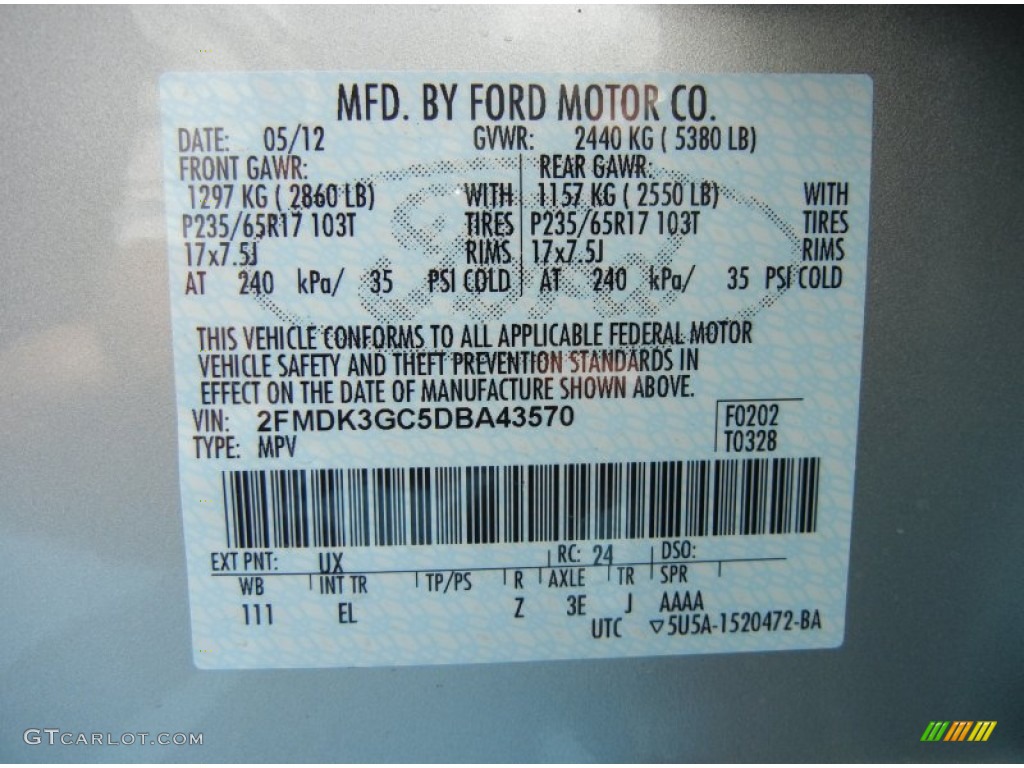 MFD. BY FORD MOTOR CO.
DATE: 05/12 GVWR: 2440 KG ( 5380 LB)
FRONT GAWR: REAR GAWR:
1297 KG ( 2860 LB) WITH 1157 KG ( 2550 LB) WITH
P235/65R17 103T TIRES P235/65R17 103T TIRES
17x7.5J RIMS 17x7.5J RIMS
AT 240 kPa/ 35 PSI COLD AT 240 kPa/ 35 PSI COLD
THIS VEHICLE CONFORMS TO ALL APPLICABLE FEDERAL MOTOR
VEHICLE SAFETY AND THEFT PREVENTION STANDARDS IN
EFFECT ON THE DATE OF MANUFACTURE SHOWN ABOVE.
VIN: 2FMDK3GC5DBA43570 F0202
TYPE: MPV T0328
EXT PNT: UX RC: 24 DSO:
WB INT TR TP/PS R AXLE TR SPR
111 EL Z 3E J AAAA
UTC ▽5U5A-1520472-BA
Ford
GTCARLOT.COM